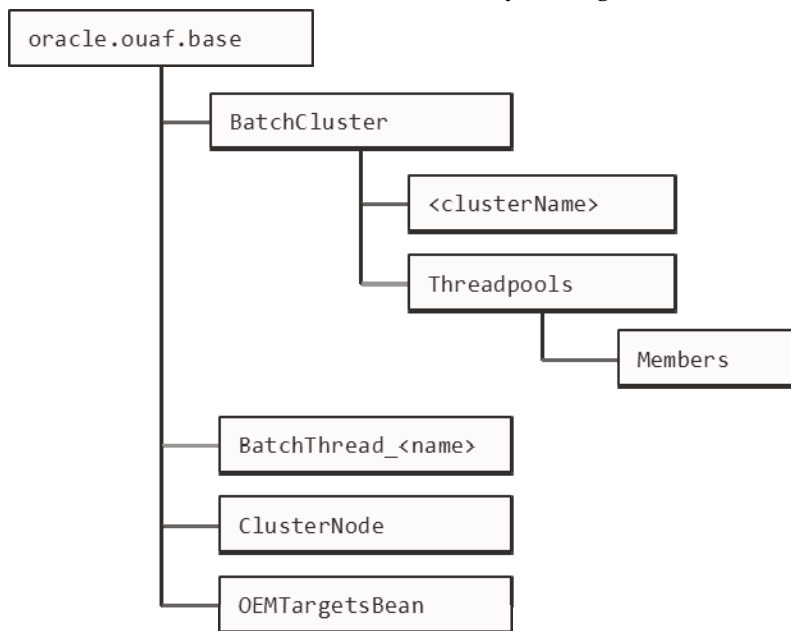 oracle.ouaf.base
BatchCluster
<clusterName>
Threadpools
Members
BatchThread_<name>
ClusterNode
OEMTargetsBean